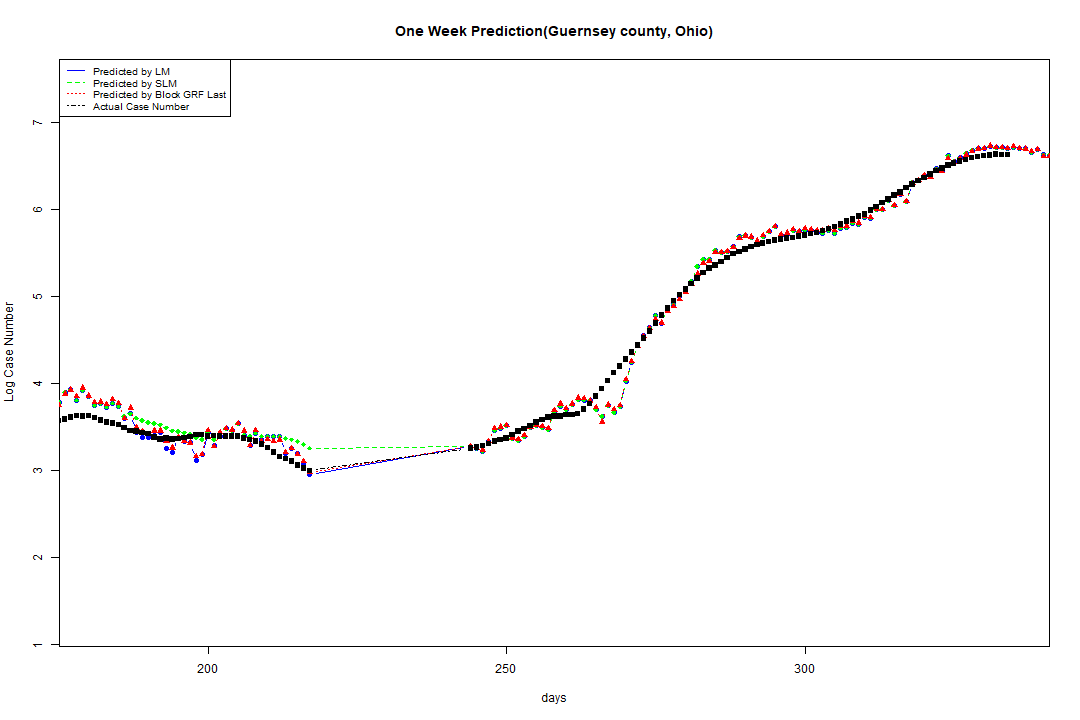 One Week Prediction(Guernsey county, Ohio)
Predicted by LM
Predicted by SLM
Predicted by Block GRF Last
Actual Case Number
7
6
5
4
3
2
1
Log Case Number
200
250
300
days